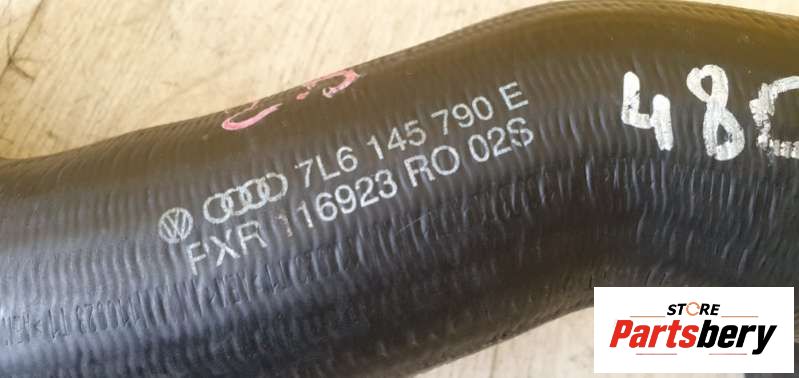 7L6 145 790 E
FXR 116923 RO 02S
48
STORE
Partsbery